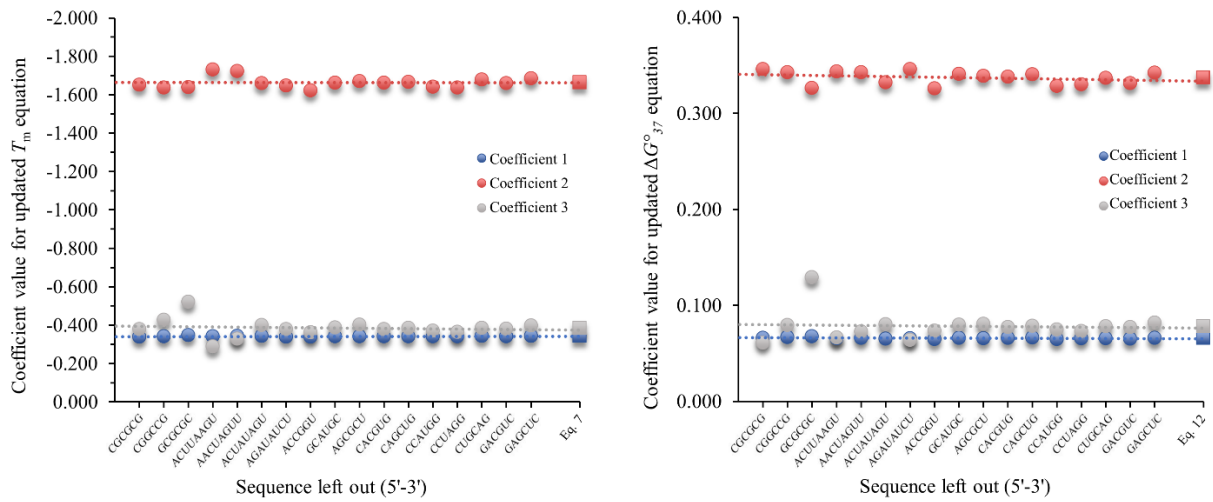 Coefficient value for updated Tm equation
-2.000
-1.800
-1.600
-1.400
-1.200
-1.000
-0.800
-0.600
-0.400
-0.200
0.000
Coefficient 1
Coefficient 2
Coefficient 3
CGCGCG
CGGCCG
GCGCGC
ACUUAAGU
AACUAGUU
ACUAUAGU
AGAUAUCU
ACCGGU
GCAUGC
AGCGCU
CACGUG
CAGCUG
CCAUGG
CCUAGG
CUGCAG
GACGUC
GAGCUC
Eq. 7
Sequence left out (5'-3')
Coefficient value for updated ΔG°37 equation
0.400
0.300
0.200
0.100
0.000
Coefficient 1
Coefficient 2
Coefficient 3
CGCGCG
CGGCCG
GCGCGC
ACUUAAGU
AACUAGUU
ACUAUAGU
AGAUAUCU
ACCGGU
GCAUGC
AGCGCU
CACGUG
CAGCUG
CCAUGG
CCUAGG
CUGCAG
GACGUC
GAGCUC
Eq. 12
Sequence left out (5'-3')